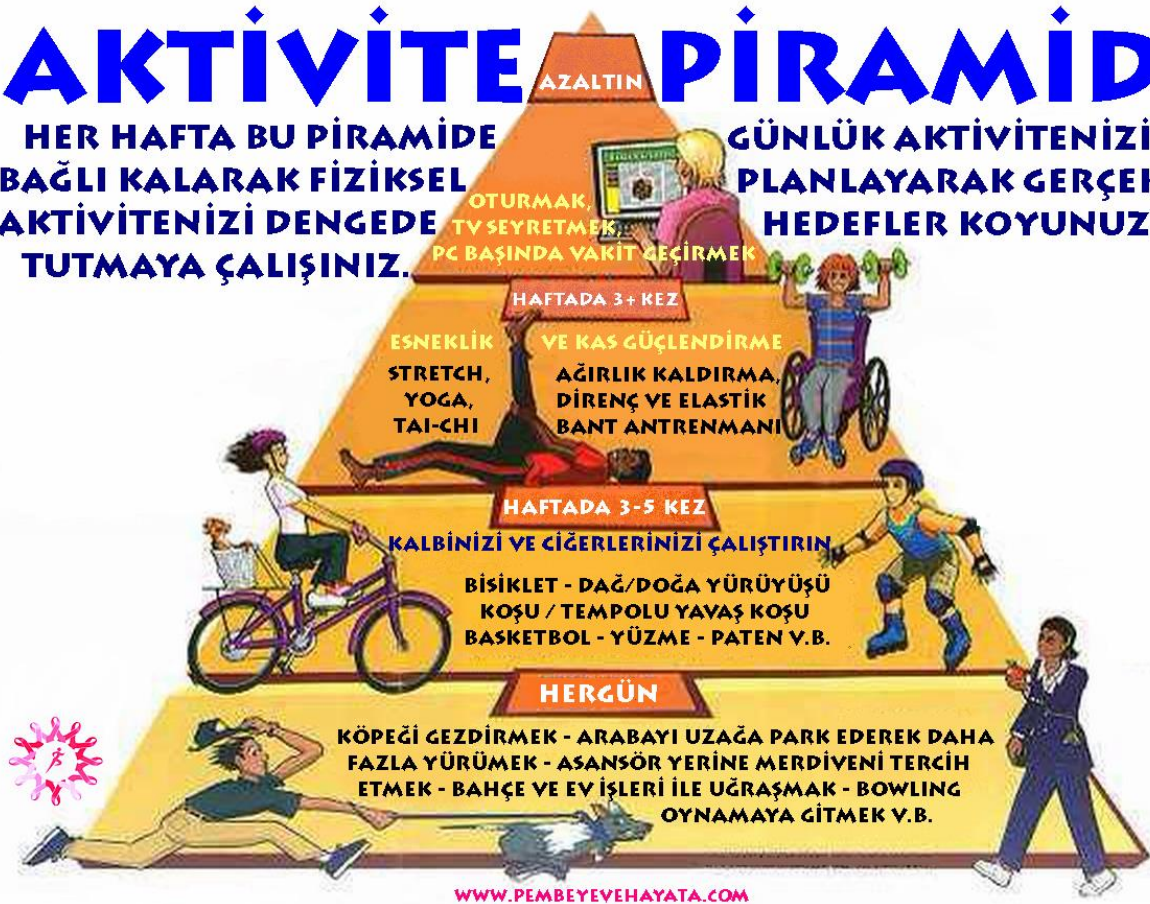 AKTİVİTE PİRAMİD
HER HAFTA BU PİRAMİDE
BAĞLI KALARAK FİZİKSEL
AKTİVİTENİZİ DENGEDE
TUTMAYA ÇALIŞINIZ.
GÜNLÜK AKTİVİTENİZİ
PLANLAYARAK GERÇEK
HEDEFLER KOYUNUZ
AZALTIN
OTURMAK,
TV SEYRETMEK,
PC BAŞINDA VAKİT GEÇİRMEK
HAFTADA 3+ KEZ
ESNEKLİK VE KAS GÜÇLENDİRME
STRETCH,
YOGA,
TAI-CHI
AĞIRLIK KALDIRMA,
DİRENÇ VE ELASTİK
BANT ANTRENMANI
HAFTADA 3-5 KEZ
KALBİNİZİ VE CİĞERLERİNİZİ ÇALIŞTIRIN
BİSİKLET - DAĞ/DOĞA YÜRÜYÜŞÜ
KOŞU / TEMPOLU YAVAŞ KOŞU
BASKETBOL - YÜZME - PATEN V.B.
HERGÜN
KÖPEĞİ GEZDİRMEK - ARABAYI UZAĞA PARK EDEREK DAHA
FAZLA YÜRÜMEK - ASANSÖR YERİNE MERDİVENİ TERCİH
ETMEK - BAHÇE VE EV İŞLERİ İLE UĞRAŞMAK - BOWLING
OYNAMAYA GİTMEK V.B.
WWW.PEMBEYEVEHAYATA.COM